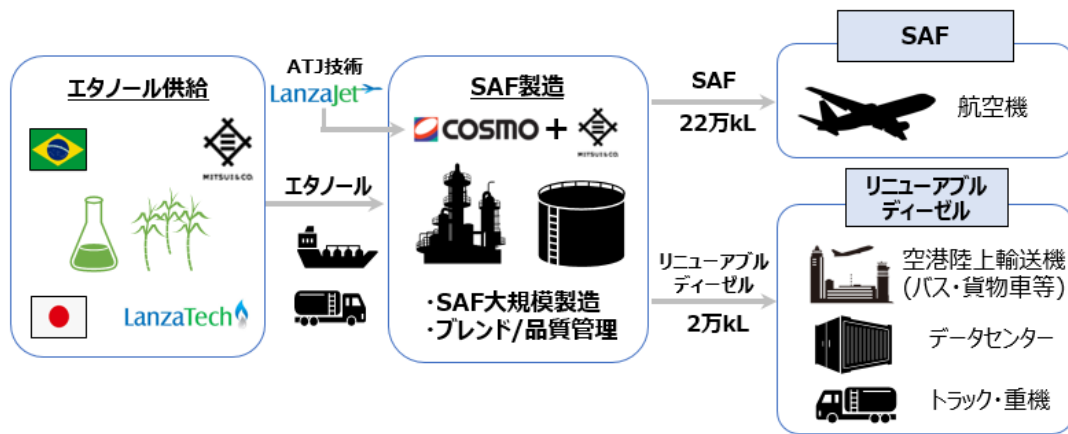 エタノール供給
MITSUI & CO.
LanzaTech
ATJ技術
LanzaJet
エタノール
SAF製造
COSMO +
MITSUI & CO.
・SAF大規模製造
・ブレンド/品質管理
SAF
22万kL
リニューアブル
ディーゼル
2万kL
SAF
航空機
リニューアブル
ディーゼル
空港陸上輸送機
(バス・貨物車等)
データセンター
トラック・重機